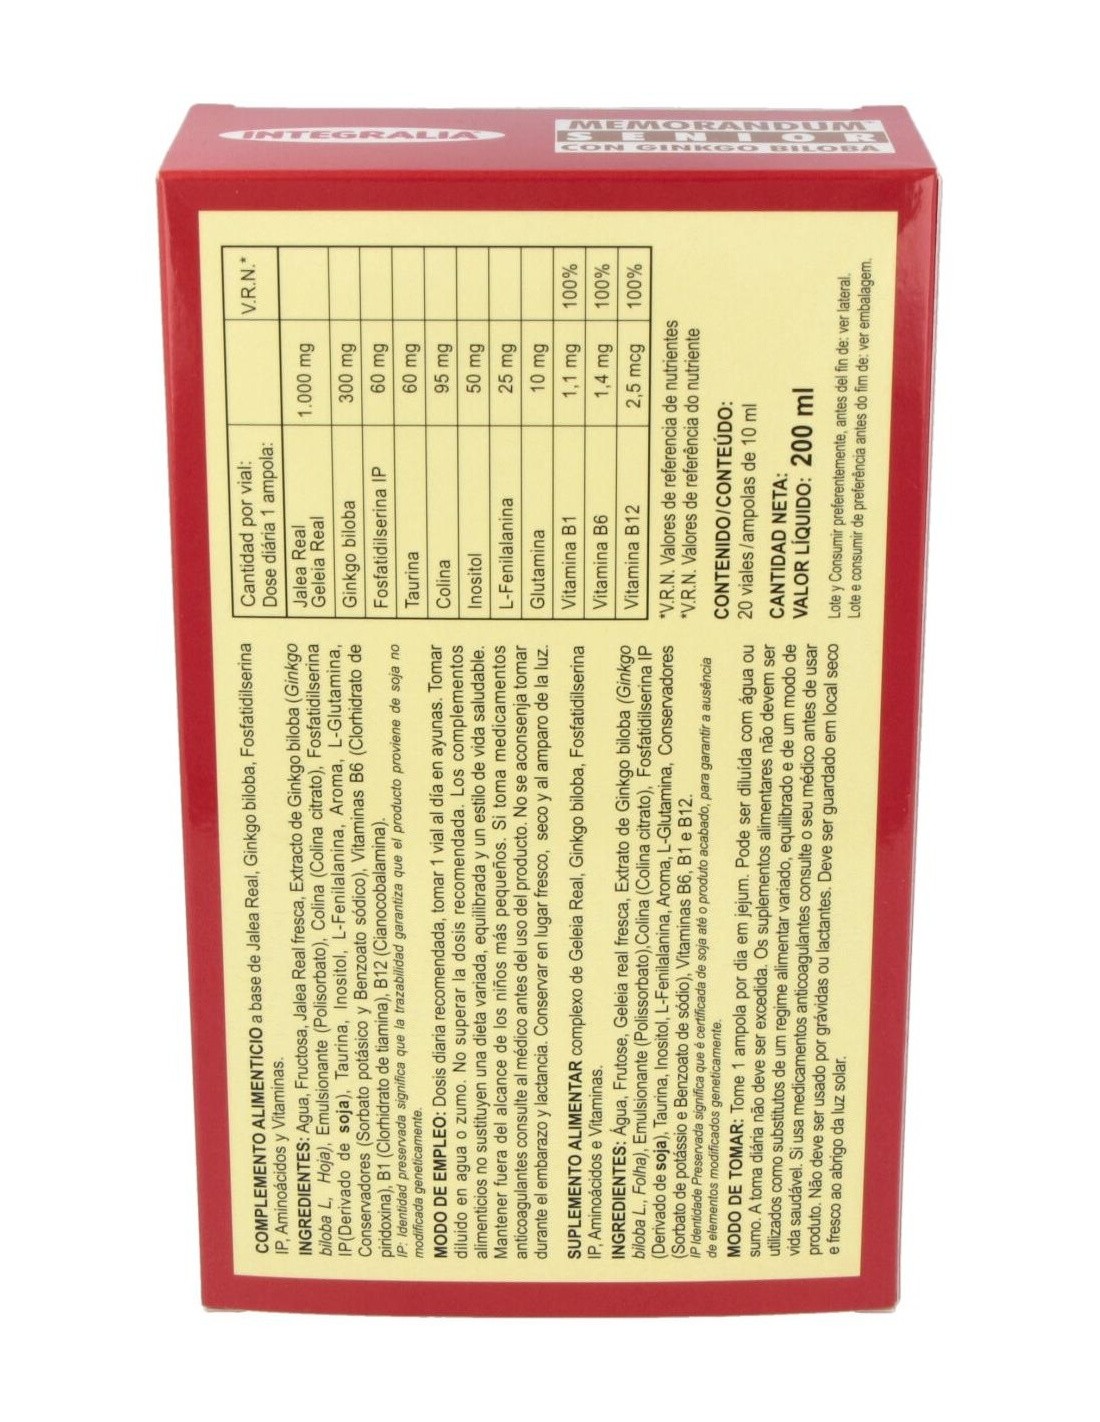 INTEGRALIA
MEMORANDUM
SENIOR
CON GINKGO BILOBA
COMPLEMENTO ALIMENTICIO a base de Jalea Real, Ginkgo biloba, Fosfatidilserina
IP, Aminoácidos y Vitaminas.
INGREDIENTES: Agua, Fructosa, Jalea Real fresca, Extracto de Ginkgo biloba (Ginkgo
biloba L, Hoja), Emulsionante (Polisorbato), Colina (Colina citrato), Fosfatidilserina
IP(Derivado de soja), Taurina, Inositol, L-Fenilalanina, Aroma, L-Glutamina,
Conservadores (Sorbato potásico y Benzoato sódico), Vitaminas B6 (Clorhidrato de
piridoxina), B1 (Clorhidrato de tiamina), B12 (Cianocobalamina).
IP: Identidad preservada significa que la trazabilidad garantiza que el producto proviene de soja no
modificada geneticamente.
MODO DE EMPLEO: Dosis diaria recomendada, tomar 1 vial al día en ayunas. Tomar
diluido en agua o zumo. No superar la dosis recomendada. Los complementos
alimenticios no sustituyen una dieta variada, equilibrada y un estilo de vida saludable.
Mantener fuera del alcance de los niños más pequeños. Si toma medicamentos
anticoagulantes consulte al médico antes del uso del producto. No se aconsenja tomar
durante el embarazo y lactancia. Conservar en lugar fresco, seco y al amparo de la luz.
SUPLEMENTO ALIMENTAR complexo de Geleia Real, Ginkgo biloba, Fosfatidilserina
IP, Aminoácidos e Vitaminas.
INGREDIENTES: Água, Frutose, Geleia real fresca, Extrato de Ginkgo biloba (Ginkgo
biloba L., Folha), Emulsionante (Polissorbato),Colina (Colina citrato), Fosfatidilserina IP
(Derivado de soja), Taurina, Inositol, L-Fenilalanina, Aroma, L-Glutamina, Conservadores
(Sorbato de potássio e Benzoato de sódio), Vitaminas B6, B1 e B12.
IP Identidade Preservada significa que é certificada de soja até o produto acabado, para garantir a ausência
de elementos modificados geneticamente.
MODO DE TOMAR: Tome 1 ampola por dia em jejum. Pode ser diluída com água ou
sumo. A toma diária não deve ser excedida. Os suplementos alimentares não devem ser
utilizados como substitutos de um regime alimentar variado, equilibrado e de um modo de
vida saudável. Si usa medicamentos anticoagulantes consulte o seu médico antes de usar
produto. Não deve ser usado por grávidas ou lactantes. Deve ser guardado em local seco
e fresco ao abrigo da luz solar.
Cantidad por vial: V.R.N.*
Dose diária 1 ampola:
Jalea Real 1.000 mg
Geleia Real
Ginkgo biloba 300 mg
Fosfatidilserina IP 60 mg
Taurina 60 mg
Colina 95 mg
Inositol 50 mg
L-Fenilalanina 25 mg
Glutamina 10 mg
Vitamina B1 1,1 mg 100%
Vitamina B6 1,4 mg 100%
Vitamina B12 2,5 mcg 100%
*V.R.N. Valores de referencia de nutrientes
*V.R.N. Valores de referência do nutriente
CONTENIDO/CONTEÚDO:
20 viales/ampolas de 10 ml
CANTIDAD NETA:
VALOR LÍQUIDO: 200 ml
Lote y Consumir preferentemente, antes del fin de: ver lateral.
Lote e consumir de preferência antes do fim de: ver embalagem.